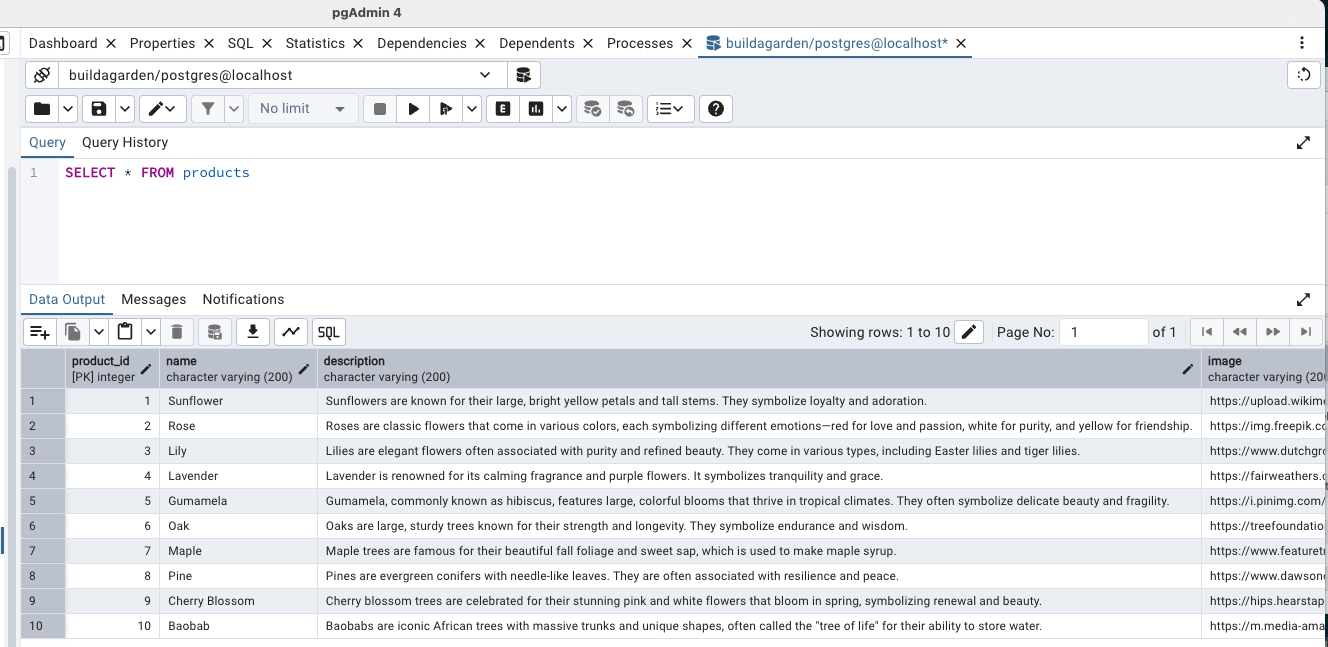 pgAdmin 4
Dashboard Properties SQL Statistics Dependencies Dependents Processes buildagarden/postgres@localhost*
buildagarden/postgres@localhost
No limit
E
Query Query History
1 SELECT * FROM products
Data Output Messages Notifications
SQL Showing rows: 1 to 10 Page No: 1 of 1
product_id name description image
[PK] integer character varying (200) character varying (200) character varying (20
1 1 Sunflower Sunflowers are known for their large, bright yellow petals and tall stems. They symbolize loyalty and adoration. https://upload.wikim
2 2 Rose Roses are classic flowers that come in various colors, each symbolizing different emotions—red for love and passion, white for purity, and yellow for friendship. https://img.freepik.co
3 3 Lily Lilies are elegant flowers often associated with purity and refined beauty. They come in various types, including Easter lilies and tiger lilies. https://www.dutchgr
4 4 Lavender Lavender is renowned for its calming fragrance and purple flowers. It symbolizes tranquility and grace. https://fairweathers.c
5 5 Gumamela Gumamela, commonly known as hibiscus, features large, colorful blooms that thrive in tropical climates. They often symbolize delicate beauty and fragility. https://i.pinimg.com/
6 6 Oak Oaks are large, sturdy trees known for their strength and longevity. They symbolize endurance and wisdom. https://treefoundatio
7 7 Maple Maple trees are famous for their beautiful fall foliage and sweet sap, which is used to make maple syrup. https://www.featuret
8 8 Pine Pines are evergreen conifers with needle-like leaves. They are often associated with resilience and peace. https://www.dawson
9 9 Cherry Blossom Cherry blossom trees are celebrated for their stunning pink and white flowers that bloom in spring, symbolizing renewal and beauty. https://hips.hearstap
10 10 Baobab Baobabs are iconic African trees with massive trunks and unique shapes, often called the "tree of life" for their ability to store water. https://m.media-ama